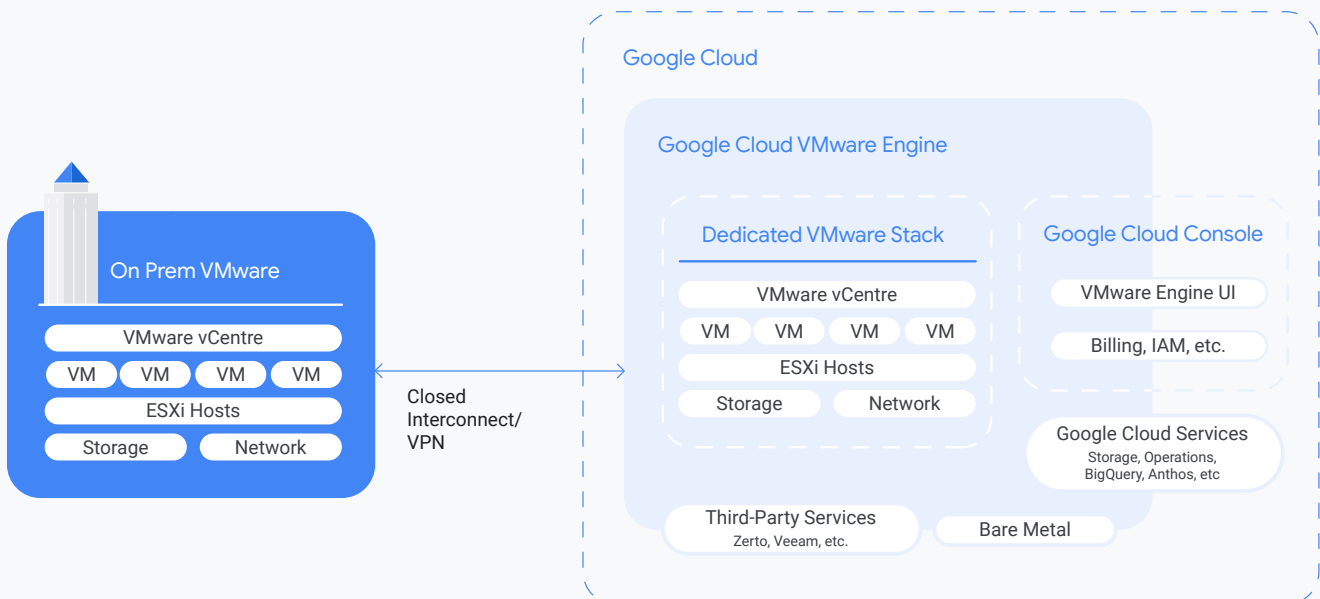 Google Cloud
Google Cloud VMware Engine
On Prem VMware
VMware vCentre
VM VM VM VM
ESXi Hosts
Storage Network
Closed
Interconnect/
VPN
Dedicated VMware Stack
VMware vCentre
VM VM VM VM
ESXi Hosts
Storage Network
Google Cloud Console
VMware Engine UI
Billing, IAM, etc.
Google Cloud Services
Storage, Operations,
BigQuery, Anthos, etc
Third-Party Services
Zerto, Veeam, etc.
Bare Metal